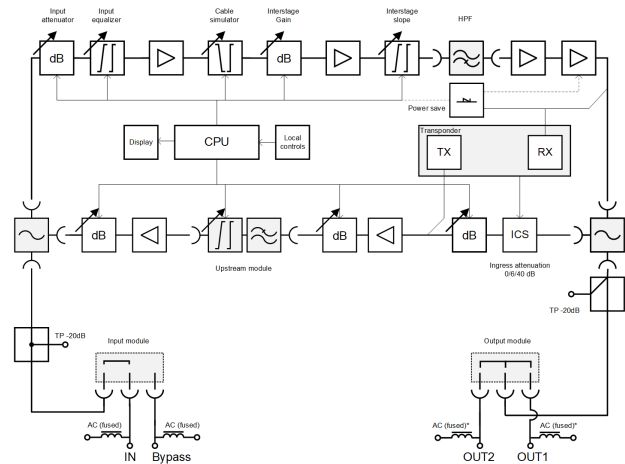 Input
attenuator
Input
equalizer
Cable
simulator
Interstage
Gain
Interstage
slope
HPF
dB
dB
Power save
Transponder
TX
RX
Display
CPU
Local
controls
dB
dB
dB
ICS
Upstream module
Ingress attenuation
0/6/40 dB
TP -20dB
TP -20dB
Input module
Output module
AC (fused)
AC (fused)
AC (fused)*
AC (fused)*
IN
Bypass
OUT2
OUT1